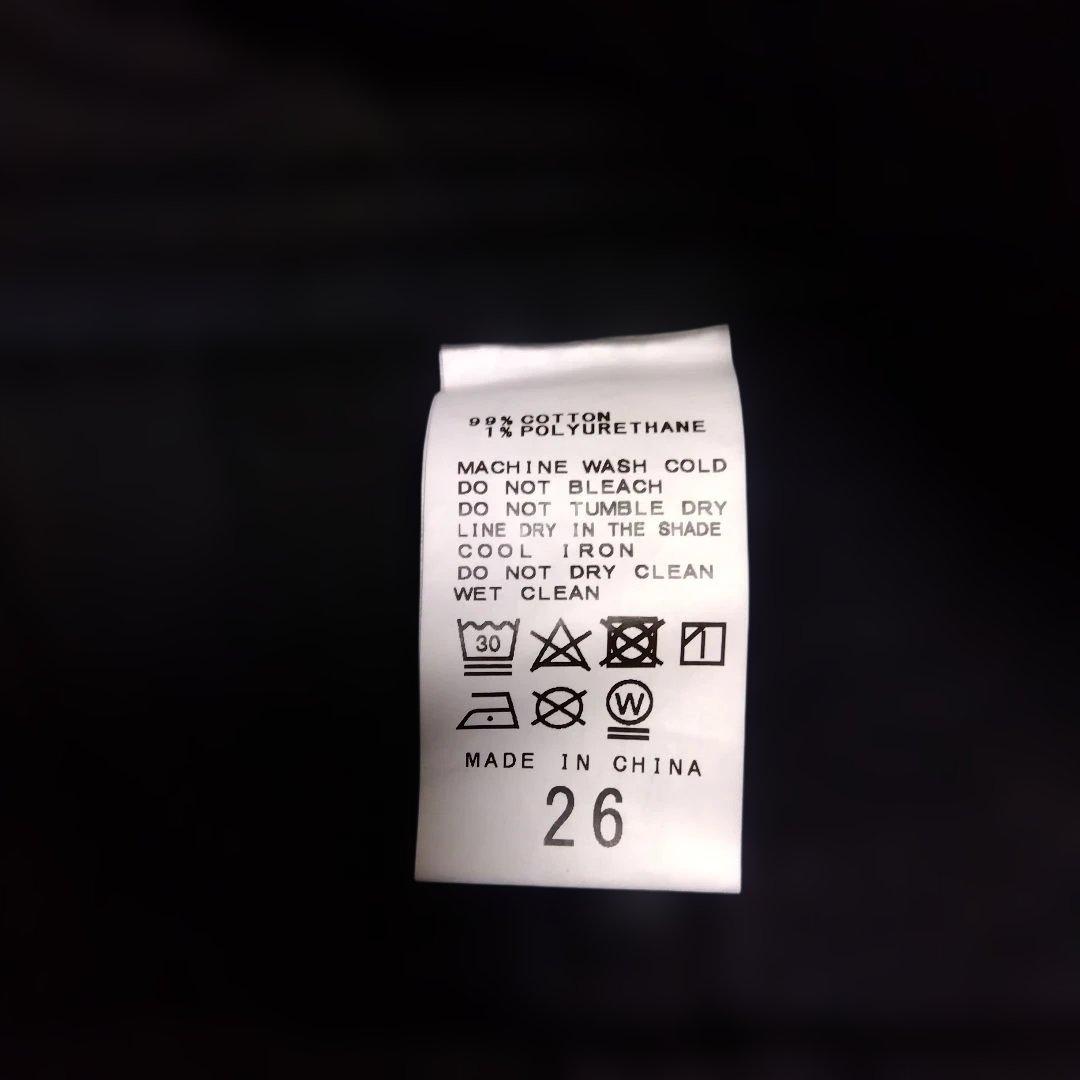 99% COTTON
1% POLYURETHANE
MACHINE WASH COLD
DO NOT BLEACH
DO NOT TUMBLE DRY
LINE DRY IN THE SHADE
COOL IRON
DO NOT DRY CLEAN
WET CLEAN
30
W
MADE IN CHINA
26